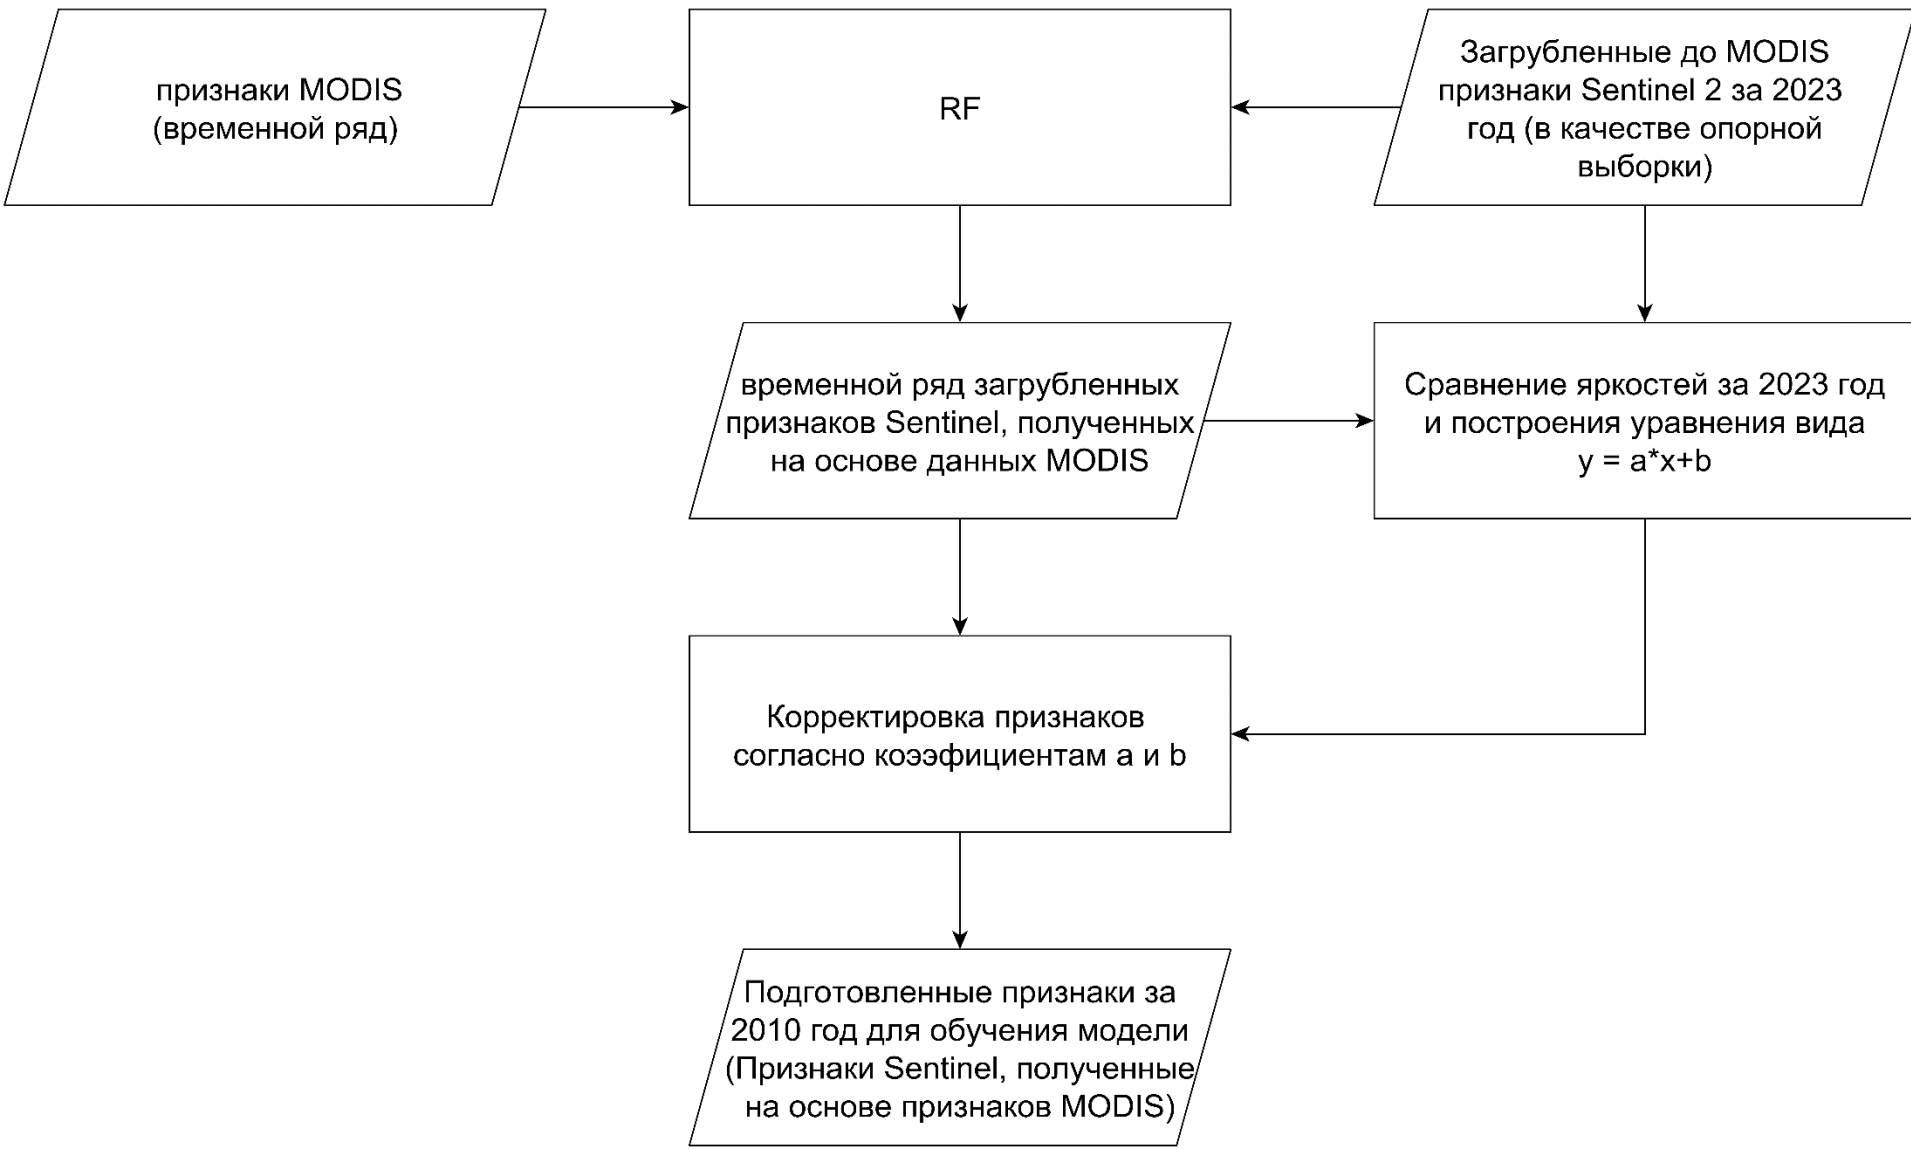 признаки MODIS
(временной ряд)
RF
Загрубленные до MODIS
признаки Sentinel 2 за 2023
год (в качестве опорной
выборки)
временной ряд загрубленных
признаков Sentinel, полученных
на основе данных MODIS
Сравнение яркостей за 2023 год
и построения уравнения вида
y = a*x+b
Корректировка признаков
согласно коээфициентам a и b
Подготовленные признаки за
2010 год для обучения модели
(Признаки Sentinel, полученные
на основе признаков MODIS)